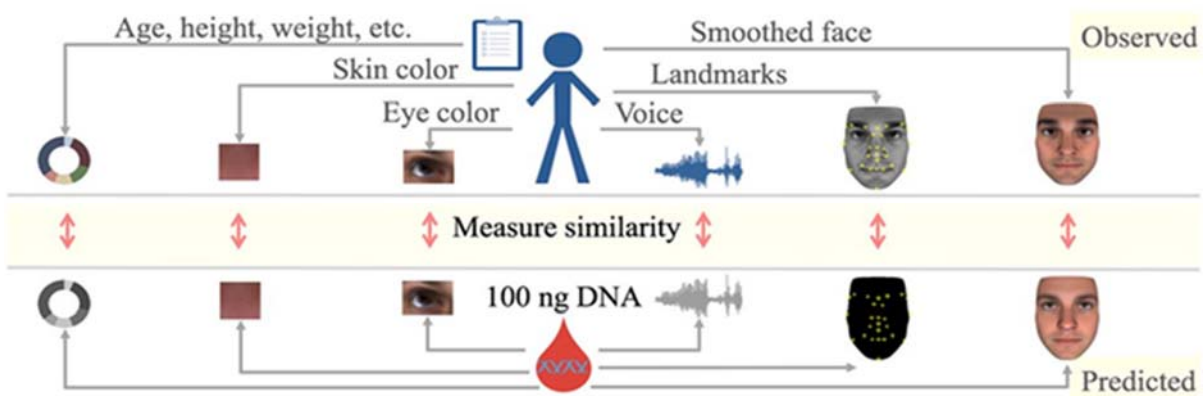 Age, height, weight, etc.
Smoothed face
Observed
Skin color
Landmarks
Eye color
Voice
Measure similarity
100 ng DNA
Predicted